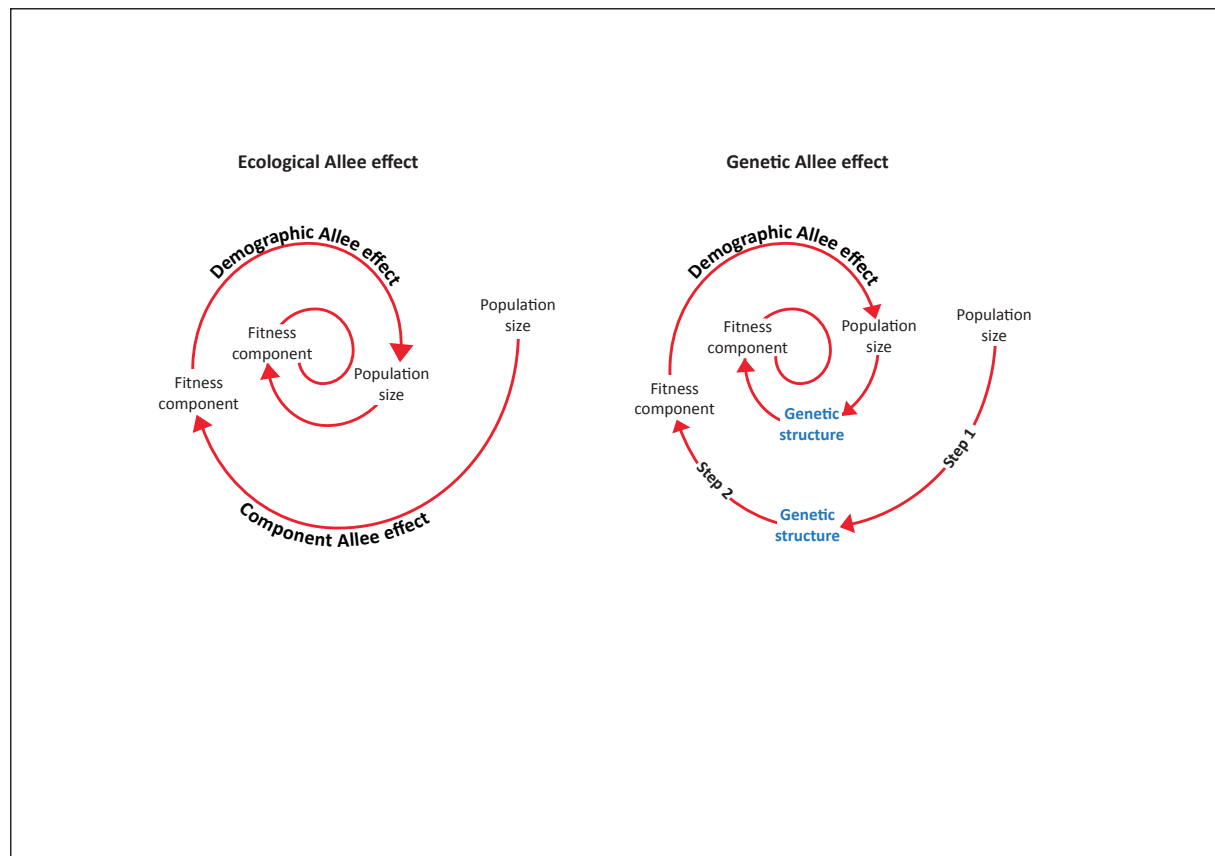 Ecological Allee effect
Demographic Allee effect
Population
size
Fitness
component
Population
size
Fitness
component
Component Allee effect
Genetic Allee effect
Demographic Allee effect
Population
size
Fitness
component
Population
size
Fitness
component
Genetic
structure
Step 1
Step 2
Genetic
structure